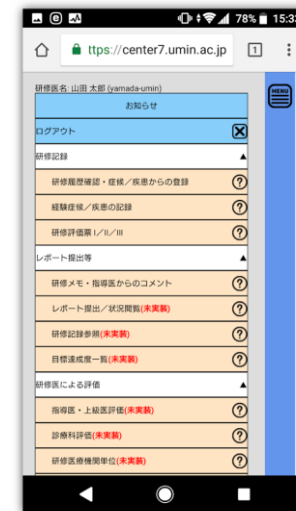 78% 15:33
ttps://center7.umin.ac.jp 1
研修医名: 山田 太郎 (yamada-umin)
MENU
お知らせ
ログアウト
研修記録
研修履歴確認・症候/疾患からの登録
経験症候/疾患の記録
研修評価票 I/II/III
レポート提出等
研修メモ・指導医からのコメント
レポート提出/状況閲覧(未実装)
研修記録参照(未実装)
目標達成度一覧(未実装)
研修医による評価
指導医・上級医評価(未実装)
診療科評価(未実装)
研修医療機関単位(未実装)